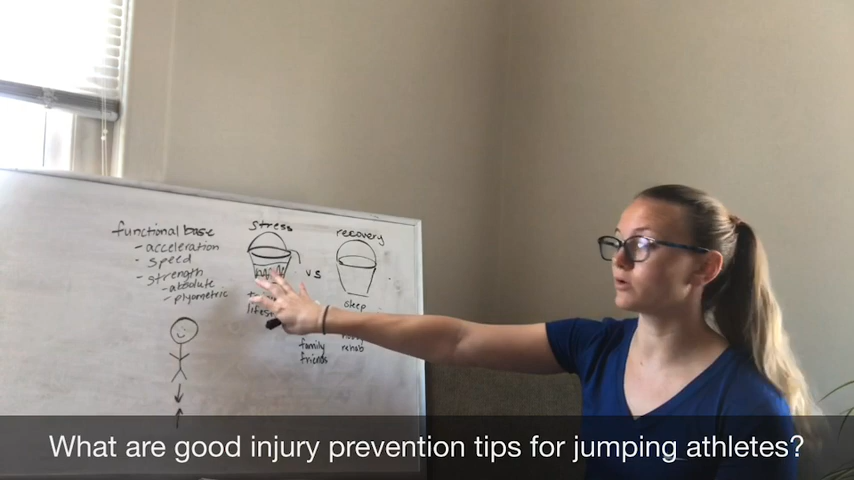 functional base
- acceleration
- speed
- strength
- absolute
- plyometric
stress
vs
recovery
sleep
rehab
family
friends
What are good injury prevention tips for jumping athletes?